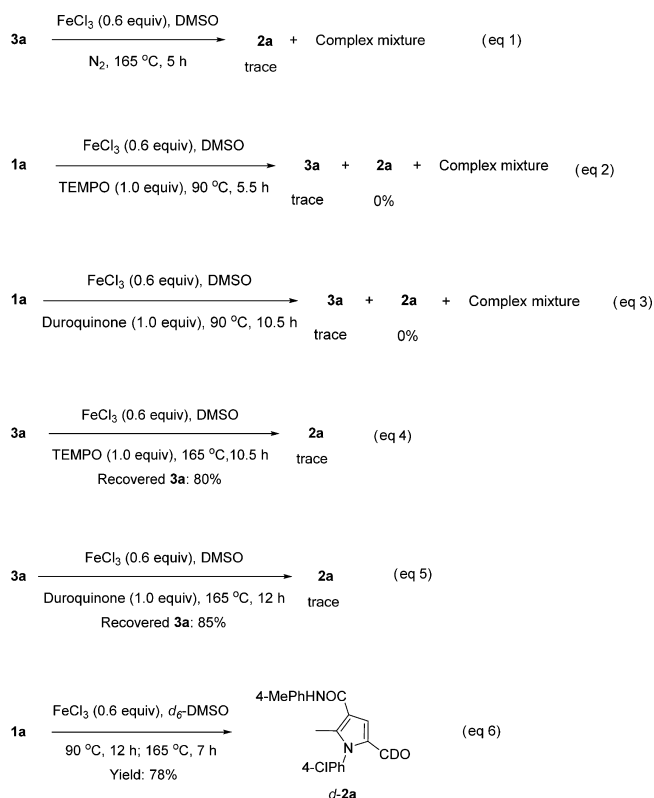 FeCl3 (0.6 equiv), DMSO
3a 2a + Complex mixture (eq 1)
N2, 165 °C, 5 h
trace
FeCl3 (0.6 equiv), DMSO
1a 3a + 2a + Complex mixture (eq 2)
TEMPO (1.0 equiv), 90 °C, 5.5 h
trace 0%
FeCl3 (0.6 equiv), DMSO
1a 3a + 2a + Complex mixture (eq 3)
Duroquinone (1.0 equiv), 90 °C, 10.5 h
trace 0%
FeCl3 (0.6 equiv), DMSO
3a 2a (eq 4)
TEMPO (1.0 equiv), 165 °C,10.5 h
trace
Recovered 3a: 80%
FeCl3 (0.6 equiv), DMSO
3a 2a (eq 5)
Duroquinone (1.0 equiv), 165 °C, 12 h
trace
Recovered 3a: 85%
4-MePhHNOC
FeCl3 (0.6 equiv), d6-DMSO
1a (eq 6)
90 °C, 12 h; 165 °C, 7 h
N CDO
Yield: 78%
4-ClPh
d-2a